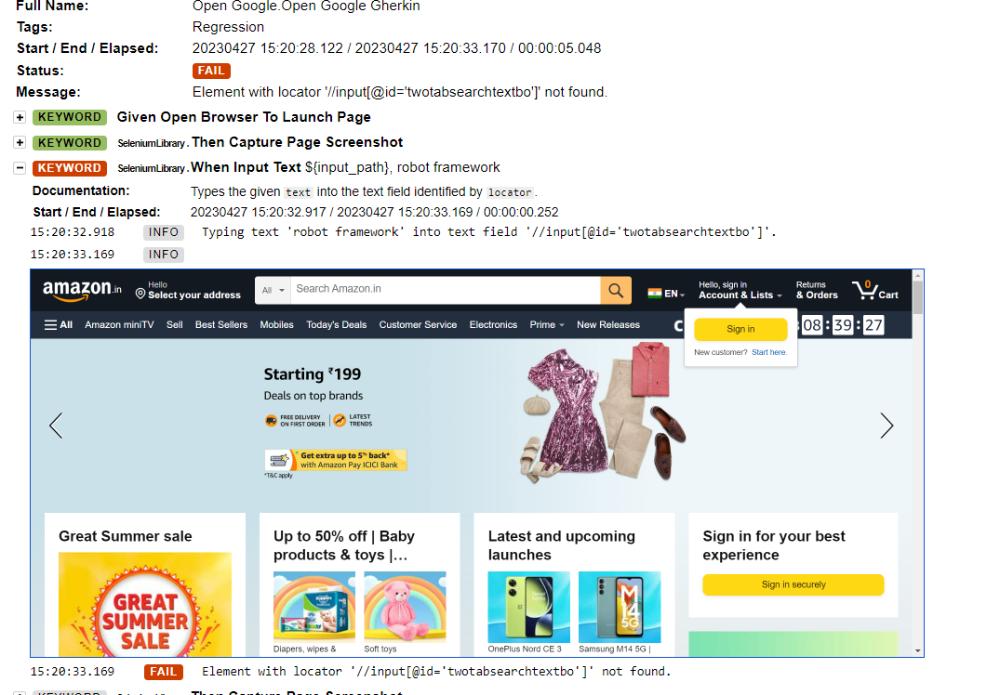 Full Name: Open Google.Open Google Gherkin
Tags: Regression
Start / End / Elapsed: 20230427 15:20:28.122 / 20230427 15:20:33.170 / 00:00:05.048
Status: FAIL
Message: Element with locator '//input[@id='twotabsearchtextbo']' not found.
+ KEYWORD Given Open Browser To Launch Page
+ KEYWORD SeleniumLibrary.Then Capture Page Screenshot
− KEYWORD SeleniumLibrary.When Input Text ${input_path}, robot framework
Documentation: Types the given text into the text field identified by locator.
Start / End / Elapsed: 20230427 15:20:32.917 / 20230427 15:20:33.169 / 00:00:00.252
15:20:32.918 INFO Typing text 'robot framework' into text field '//input[@id='twotabsearchtextbo']'.
15:20:33.169 INFO
amazon.in
Hello
Select your address
All
Search Amazon.in
EN
Hello, sign in
Account & Lists
Returns
& Orders
0
Cart
All Amazon miniTV Sell Best Sellers Mobiles Today's Deals Customer Service Electronics Prime New Releases
08:39:27
Sign in
New customer? Start here.
Starting ₹199
Deals on top brands
FREE DELIVERY
ON FIRST ORDER
LATEST
TRENDS
Get extra up to 5% back*
with Amazon Pay ICICI Bank
*T&C apply
Great Summer sale
GREAT
SUMMER
SALE
Up to 50% off | Baby
products & toys |…
Diapers, wipes &
Soft toys
Latest and upcoming
launches
M
14
5G
OnePlus Nord CE 3
Samsung M14 5G |
Sign in for your best
experience
Sign in securely
15:20:33.169 FAIL Element with locator '//input[@id='twotabsearchtextbo']' not found.
KEYWORD Then Capture Page Screenshot